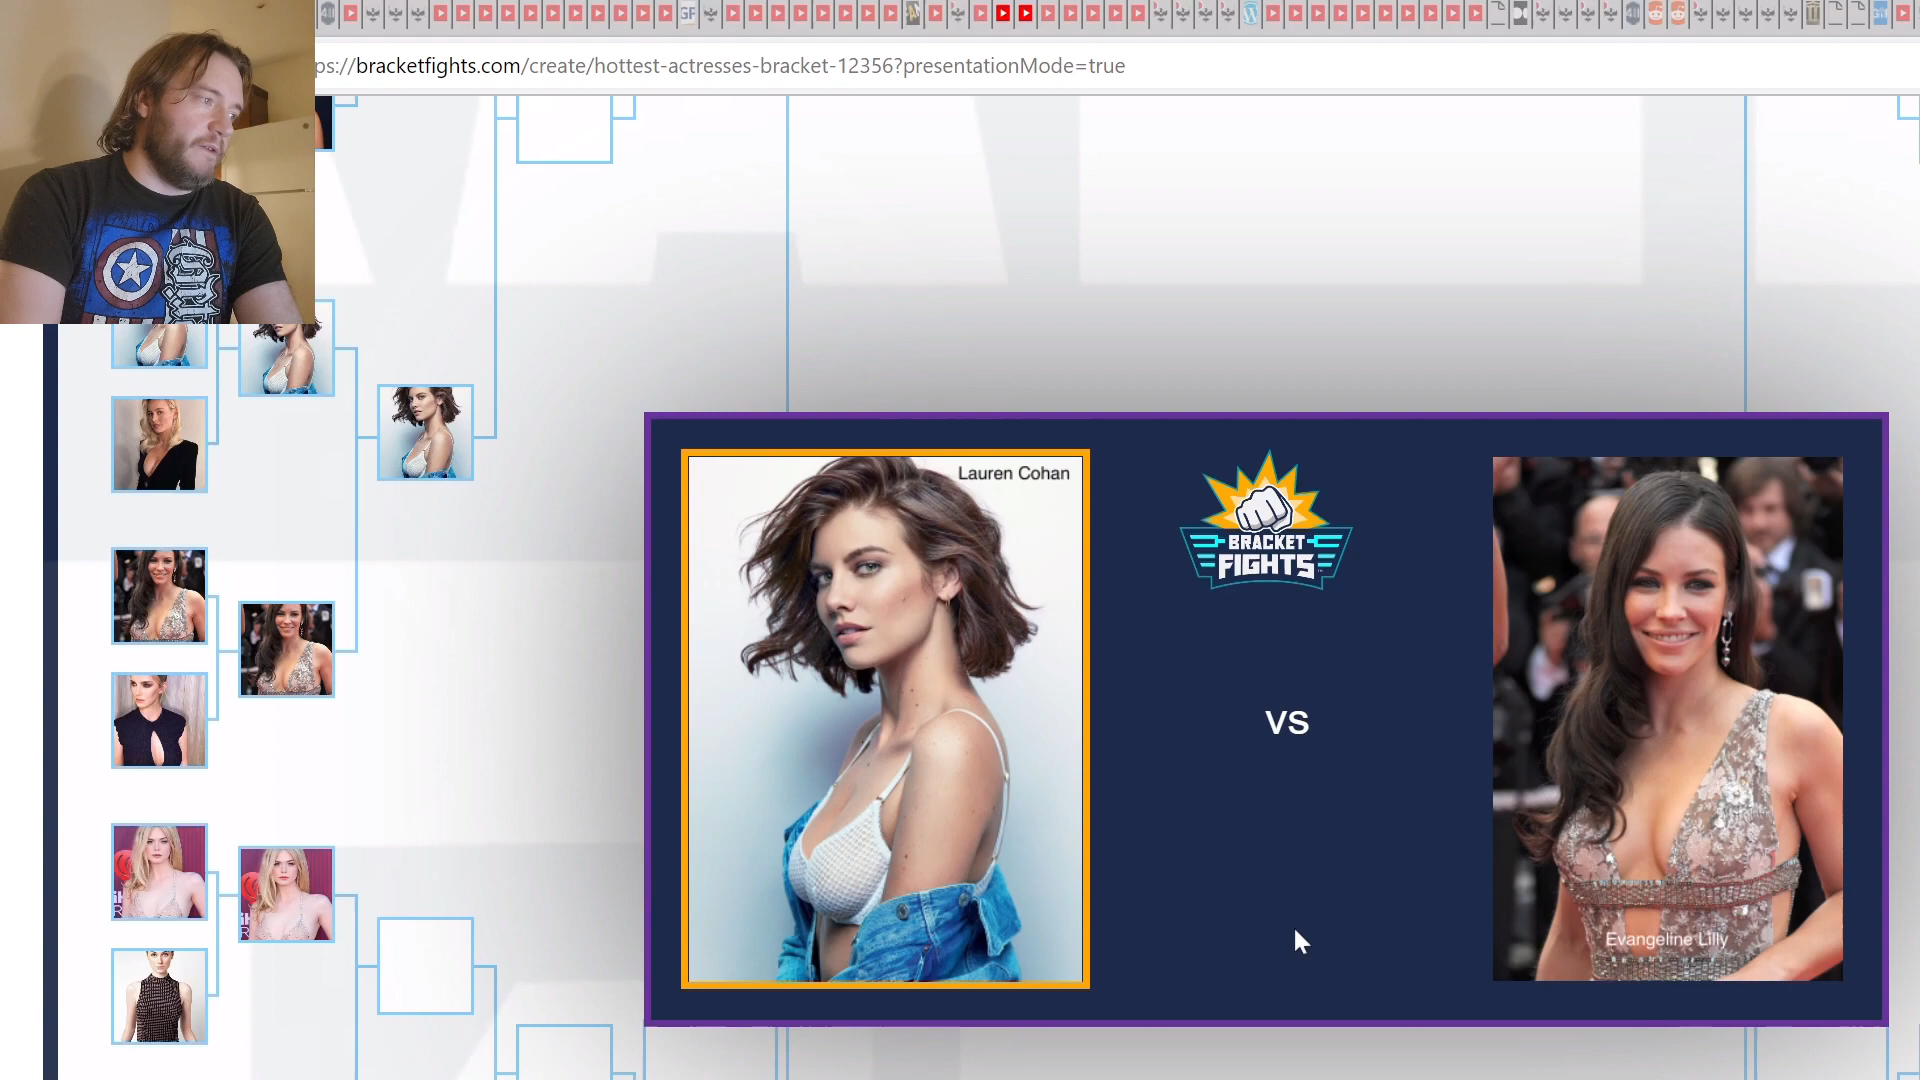 ps://bracketfights.com/create/hottest-actresses-bracket-12356?presentationMode=true
Lauren Cohan
BRACKET
FIGHTS
VS
Evangeline Lilly